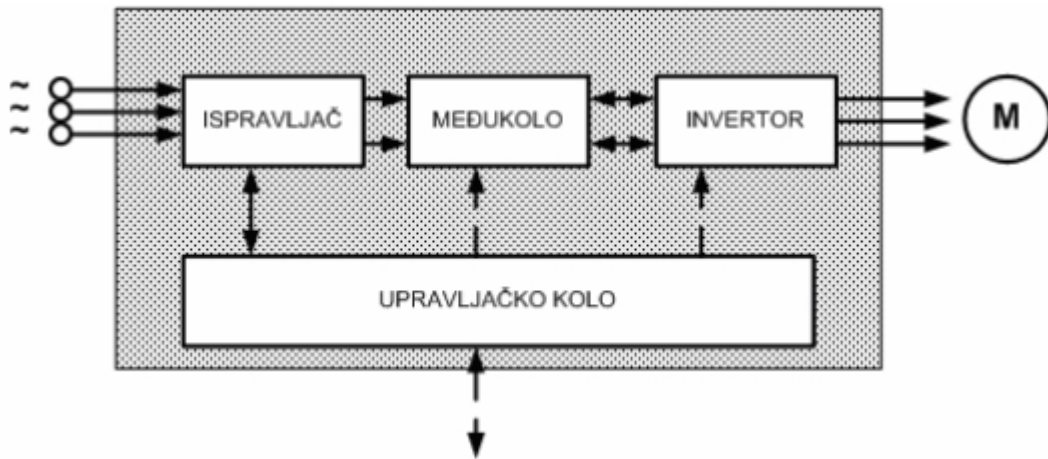 ~
~
~
ISPRAVLJAČ
MEĐUKOLO
INVERTOR
M
UPRAVLJAČKO KOLO